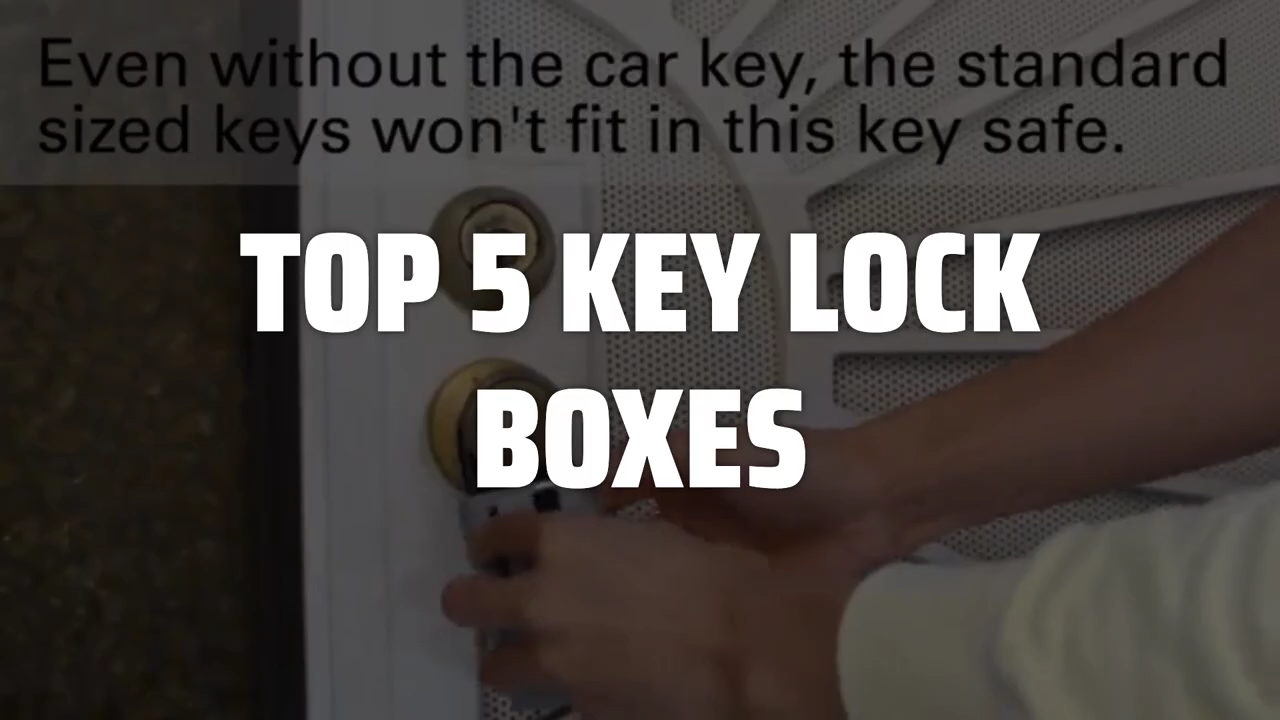 Even without the car key, the standard
sized keys won't fit in this key safe.
TOP 5 KEY LOCK
BOXES